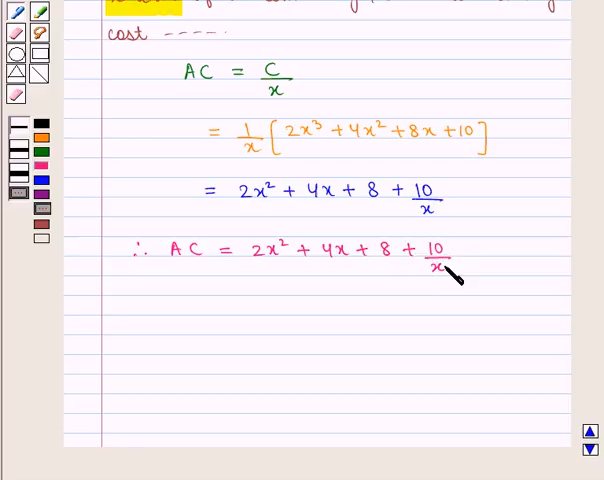 cost -----.
AC = C/x
= 1/x [2x³ + 4x² + 8x + 10]
= 2x² + 4x + 8 + 10/x
∴ AC = 2x² + 4x + 8 + 10/x